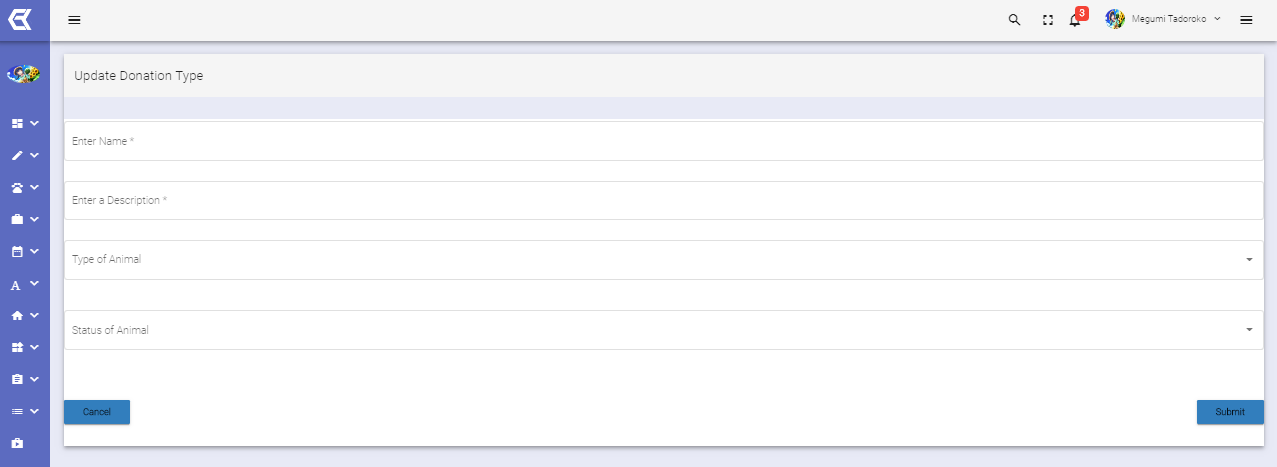 3
Megumi Tadoroko
Update Donation Type
Enter Name *
Enter a Description *
Type of Animal
A
Status of Animal
Cancel
Submit